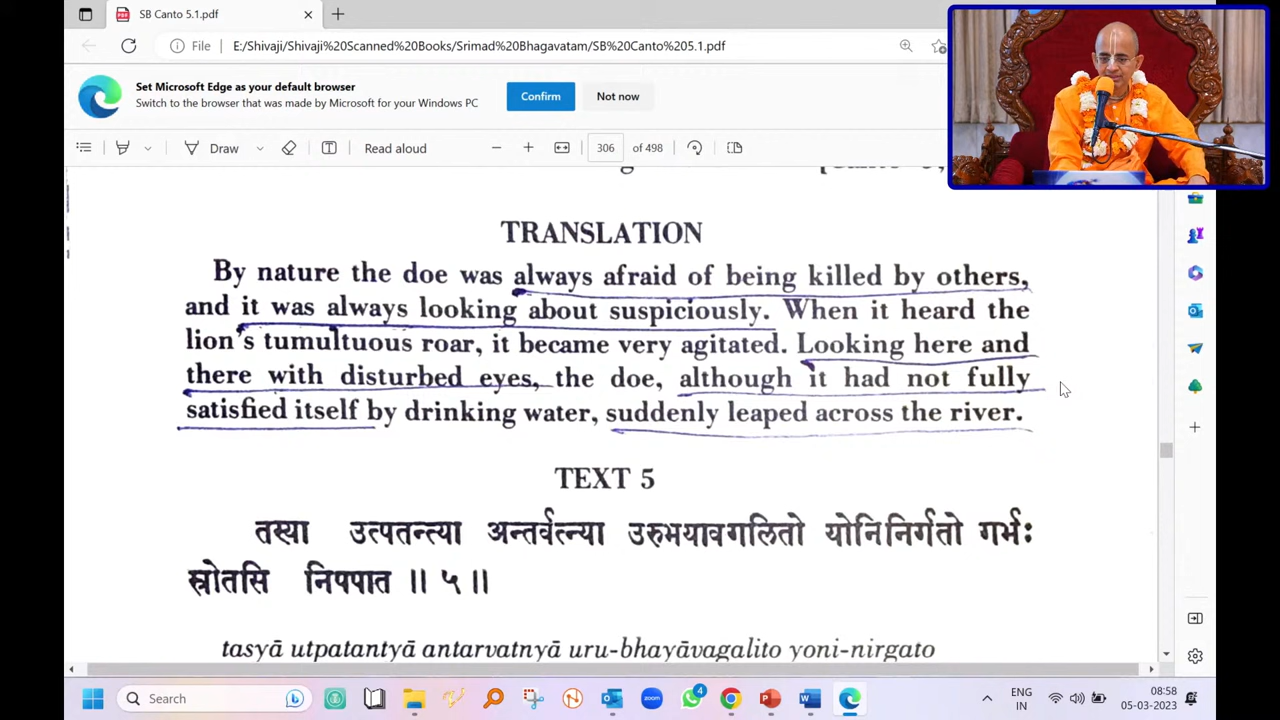 SB Canto 5.1.pdf
File
E:/Shivaji/Shivaji%20Scanned%20Books/Srimad%20Bhagavatam/SB%20Canto%205.1.pdf
Set Microsoft Edge as your default browser
Switch to the browser that was made by Microsoft for your Windows PC
Confirm
Not now
Draw
Read aloud
306 of 498
TRANSLATION
By nature the doe was always afraid of being killed by others,
and it was always looking about suspiciously. When it heard the
lion's tumultuous roar, it became very agitated. Looking here and
there with disturbed eyes, the doe, although it had not fully
satisfied itself by drinking water, suddenly leaped across the river.
TEXT 5
तस्या उत्पतन्त्या अन्तर्वत्न्या उरुभयावगलितो योनिनिर्गतो गर्भः
स्रोतसि निपपात ॥ ५ ॥
tasyā utpatantyā antarvatnyā uru-bhayāvagalito yoni-nirgato
Search
zoom
4
ENG
IN
08:58
05-03-2023